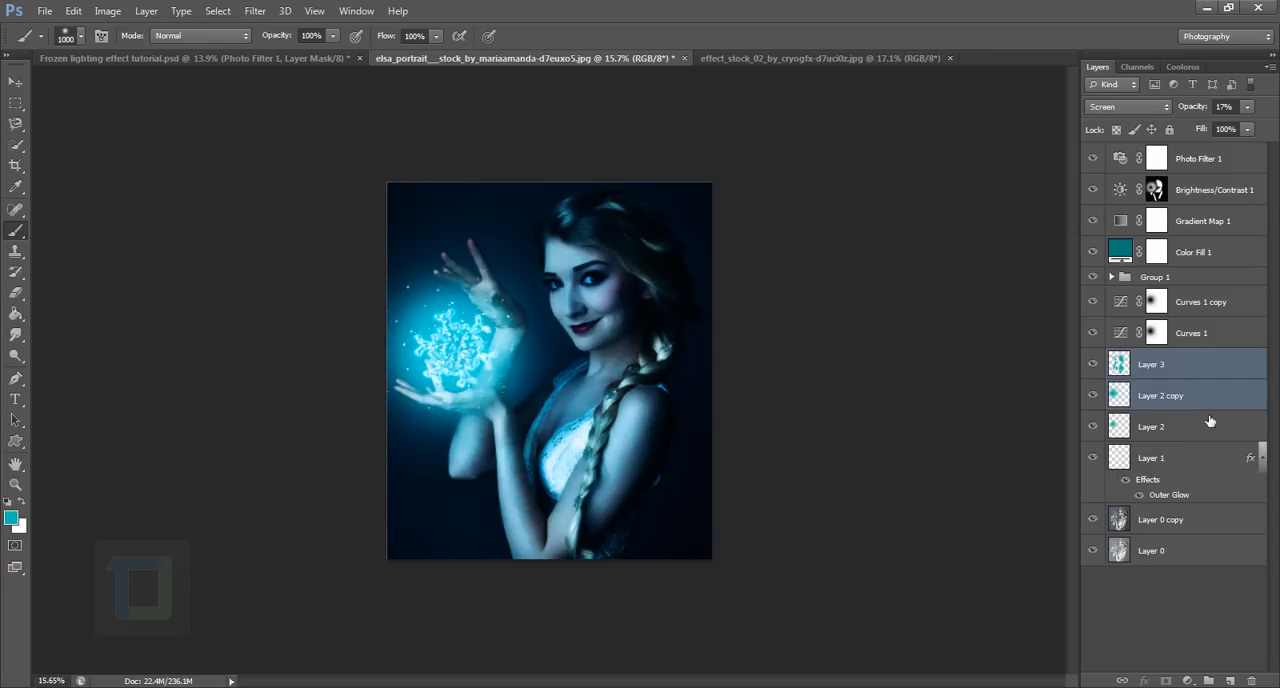 Ps File Edit Image Layer Type Select Filter 3D View Window Help
1000 Mode: Normal Opacity: 100% Flow: 100% Photography
Frozen lighting effect tutorial.psd @ 13.9% (Photo Filter 1, Layer Mask/8) * × elsa_portrait__stock_by_mariaamanda-d7euxo5.jpg @ 15.7% (RGB/8*) * × effect_stock_02_by_cryogfx-d7uci0z.jpg @ 17.1% (RGB/8*) ×
Layers Channels Coolorus
Kind
Screen Opacity: 17%
Lock: Fill: 100%
Photo Filter 1
Brightness/Contrast 1
Gradient Map 1
Color Fill 1
Group 1
Curves 1 copy
Curves 1
Layer 3
Layer 2 copy
Layer 2
Layer 1 fx
Effects
Outer Glow
Layer 0 copy
Layer 0
15.65% Doc: 22.4M/236.1M fx